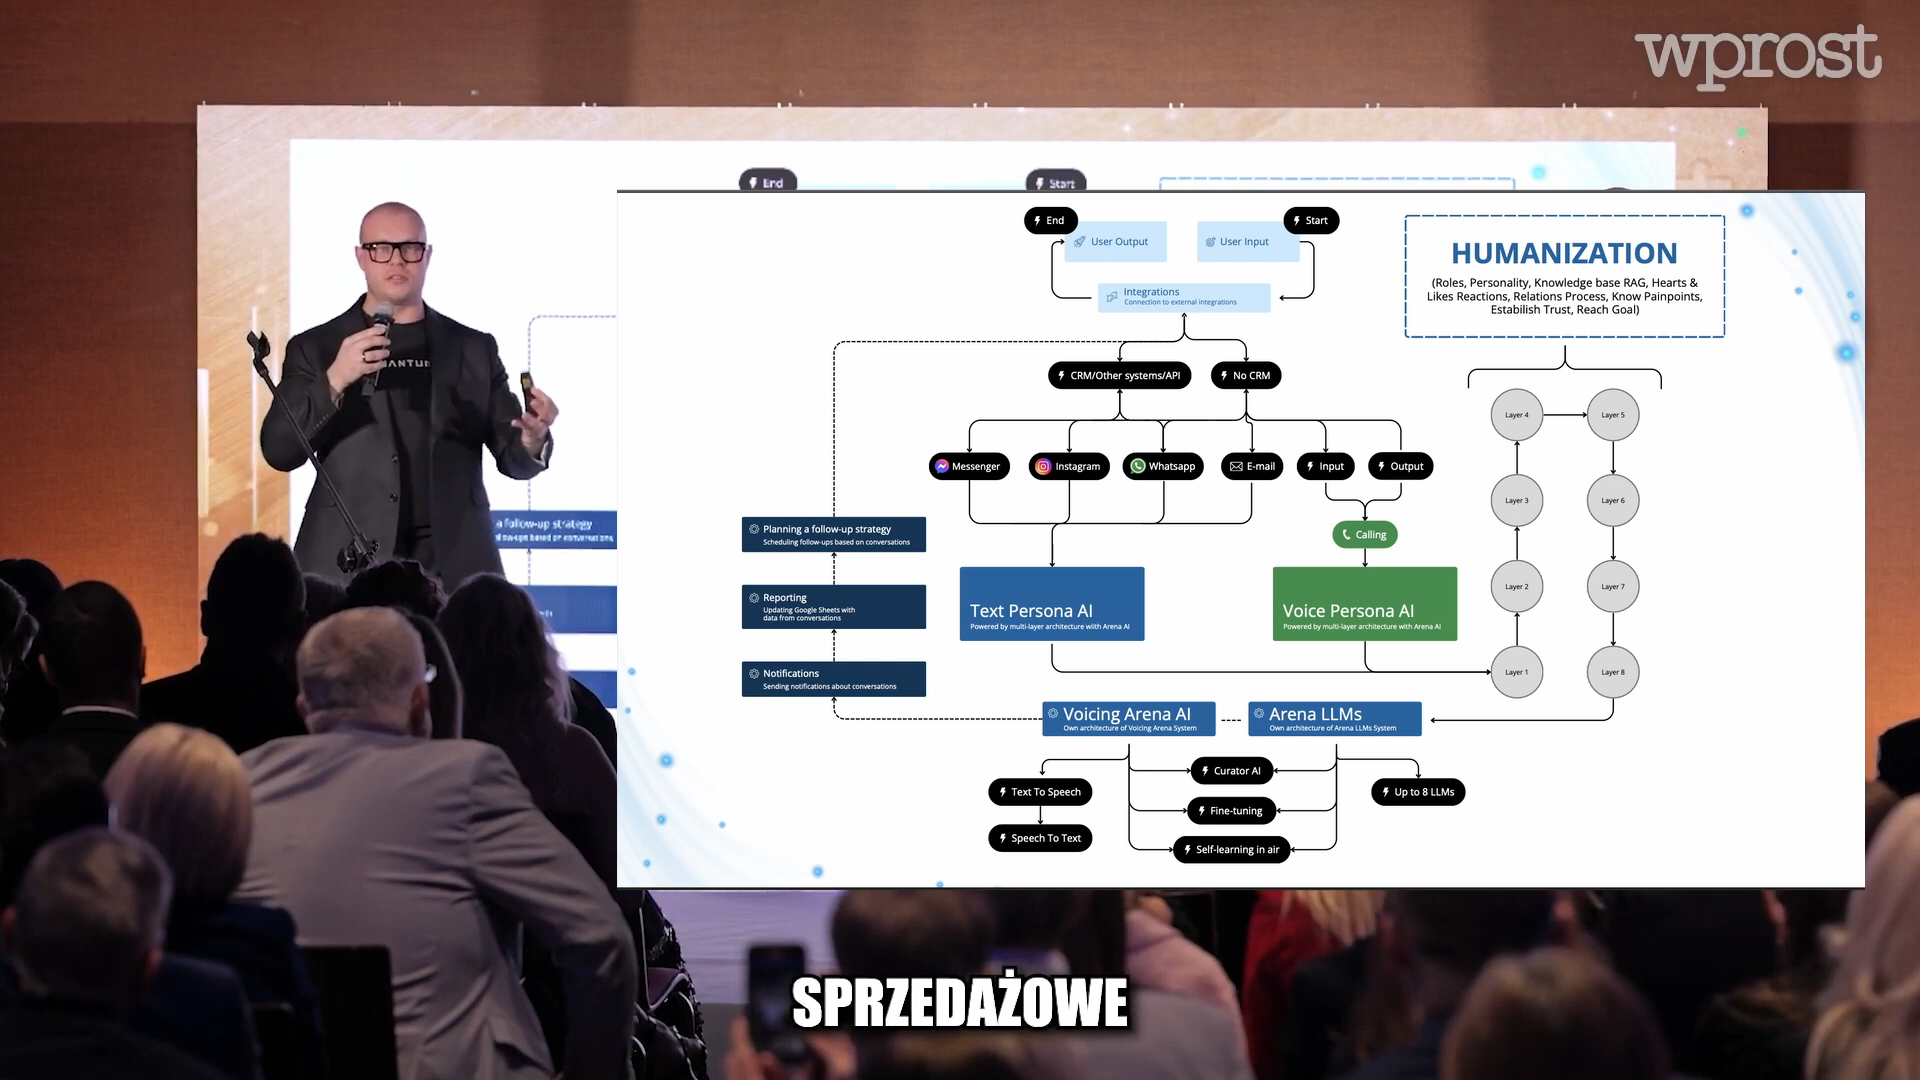 wprost
End
Start
End
Start
User Output
User Input
Integrations
Connection to external integrations
HUMANIZATION
(Roles, Personality, Knowledge base RAG, Hearts &
Likes Reactions, Relations Process, Know Painpoints,
Estabilish Trust, Reach Goal)
CRM/Other systems/API
No CRM
Messenger
Instagram
Whatsapp
E-mail
Input
Output
Calling
Layer 4
Layer 5
Layer 3
Layer 6
Layer 2
Layer 7
Layer 1
Layer 8
a follow-up strategy
Planning a follow-up strategy
Scheduling follow-ups based on conversations
Reporting
Updating Google Sheets with
data from conversations
Notifications
Sending notifications about conversations
Text Persona AI
Powered by multi-layer architecture with Arena AI
Voice Persona AI
Powered by multi-layer architecture with Arena AI
Voicing Arena AI
Own architecture of Voicing Arena System
Arena LLMs
Own architecture of Arena LLMs System
Curator AI
Text To Speech
Up to 8 LLMs
Fine-tuning
Speech To Text
Self-learning in air
SPRZEDAŻOWE